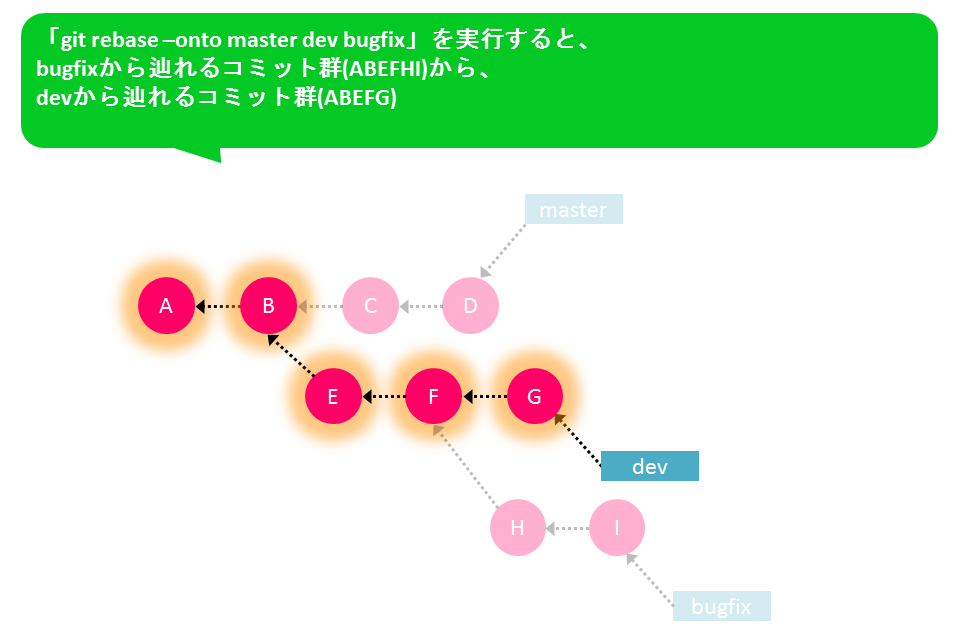 「git rebase –onto master dev bugfix」を実行すると、
bugfixから辿れるコミット群(ABEFHI)から、
devから辿れるコミット群(ABEFG)
master
A B C D
E F G
dev
H I
bugfix